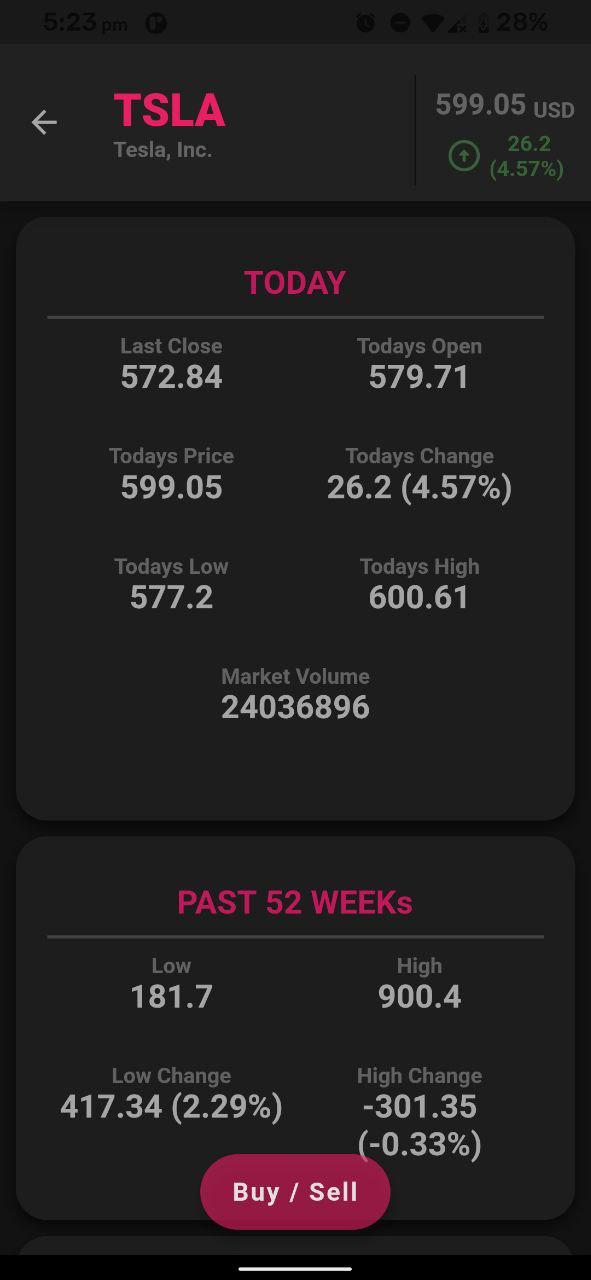 5:23 pm 28%
TSLA
Tesla, Inc.
599.05 USD
26.2
(4.57%)
TODAY
Last Close Todays Open
572.84 579.71
Todays Price Todays Change
599.05 26.2 (4.57%)
Todays Low Todays High
577.2 600.61
Market Volume
24036896
PAST 52 WEEKs
Low High
181.7 900.4
Low Change High Change
417.34 (2.29%) -301.35
(-0.33%)
Buy / Sell